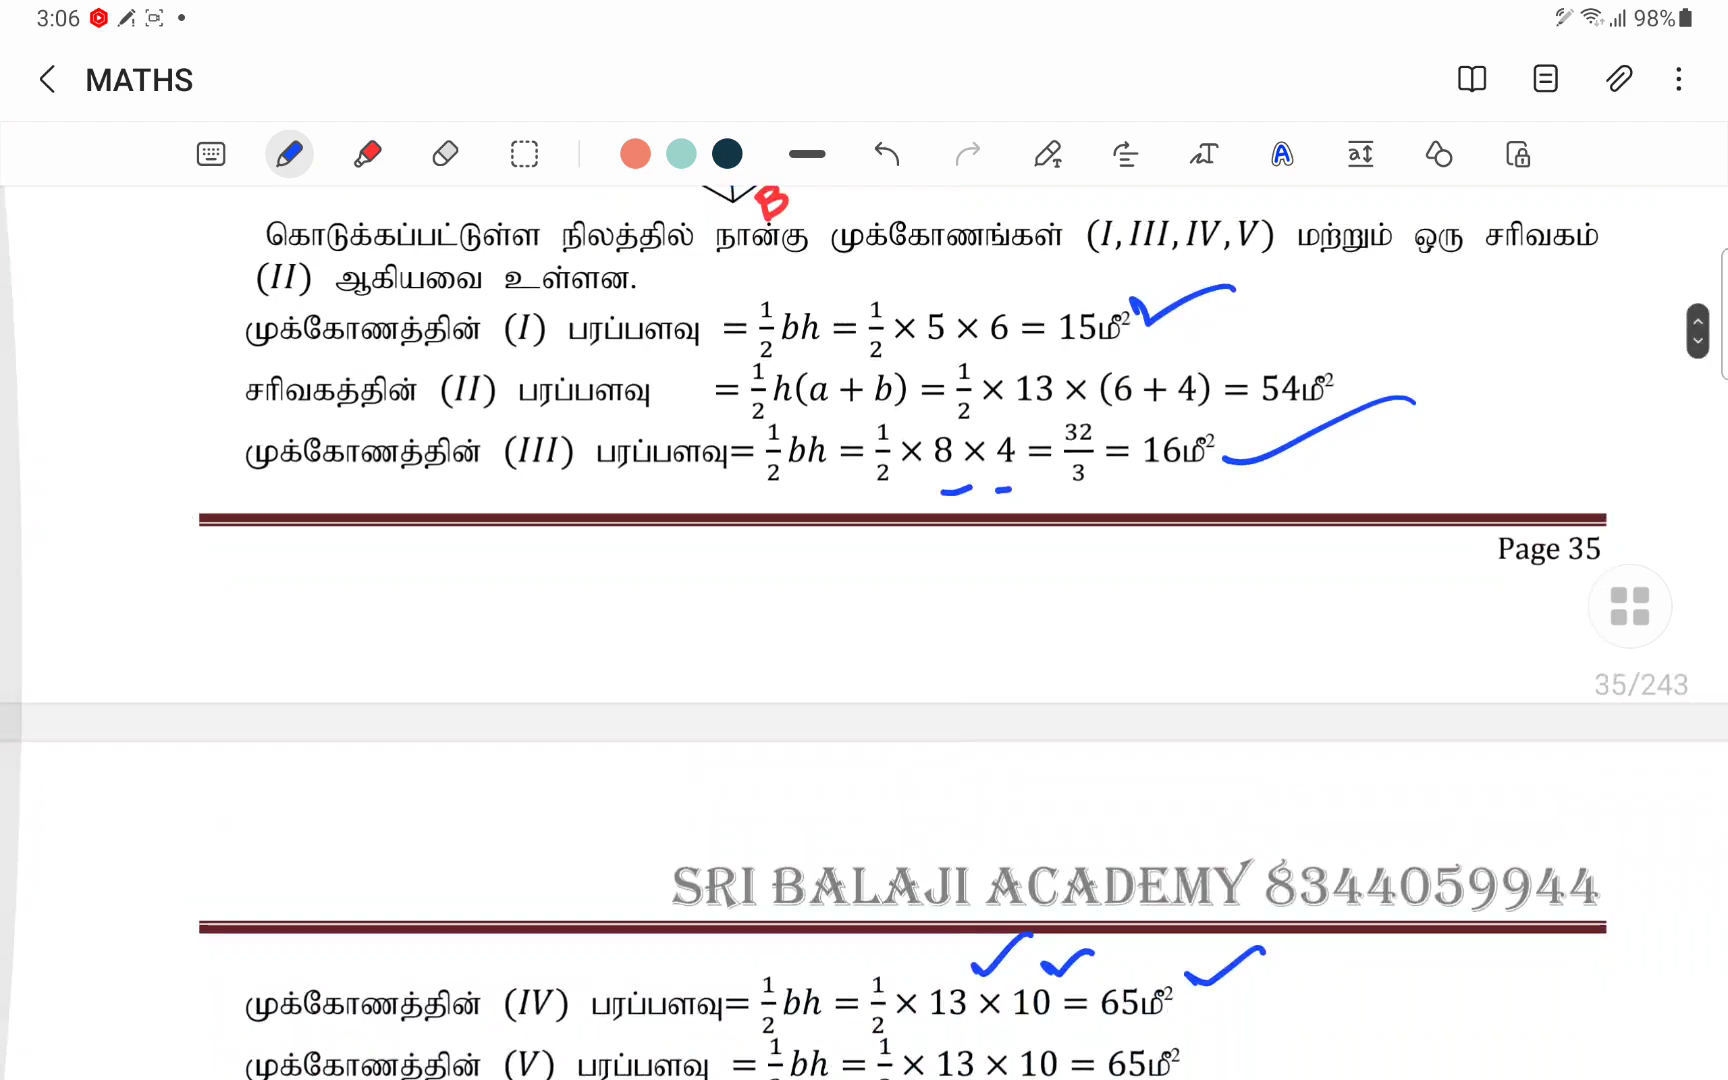 3:06 98%
MATHS
B
கொடுக்கப்பட்டுள்ள நிலத்தில் நான்கு முக்கோணங்கள் (I, III, IV, V) மற்றும் ஒரு சரிவகம்
(II) ஆகியவை உள்ளன.
முக்கோணத்தின் (I) பரப்பளவு = 1/2 bh = 1/2 × 5 × 6 = 15மீ²
சரிவகத்தின் (II) பரப்பளவு = 1/2 h(a + b) = 1/2 × 13 × (6 + 4) = 54மீ²
முக்கோணத்தின் (III) பரப்பளவு= 1/2 bh = 1/2 × 8 × 4 = 32/3 = 16மீ²
Page 35
35/243
SRI BALAJI ACADEMY 8344059944
முக்கோணத்தின் (IV) பரப்பளவு= 1/2 bh = 1/2 × 13 × 10 = 65மீ²
முக்கோணத்தின் (V) பரப்பளவு = 1/2 bh = 1/2 × 13 × 10 = 65மீ²